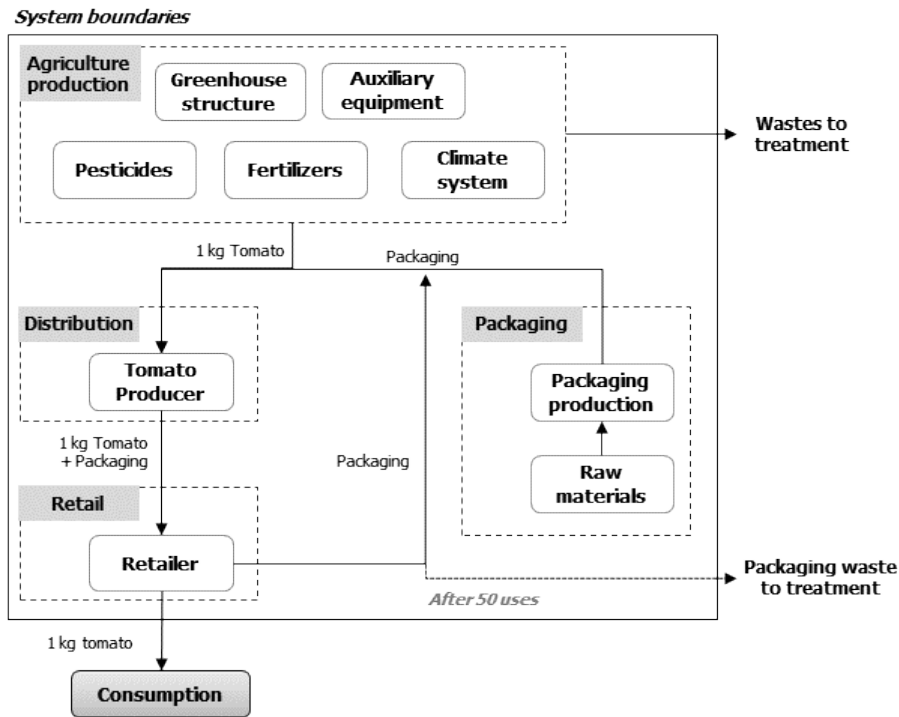 System boundaries
Agriculture
production
Greenhouse
structure
Auxiliary
equipment
Pesticides
Fertilizers
Climate
system
Wastes to
treatment
1 kg Tomato
Packaging
Distribution
Tomato
Producer
Packaging
Packaging
production
Raw
materials
1 kg Tomato
+ Packaging
Packaging
Retail
Retailer
After 50 uses
Packaging waste
to treatment
1 kg tomato
Consumption